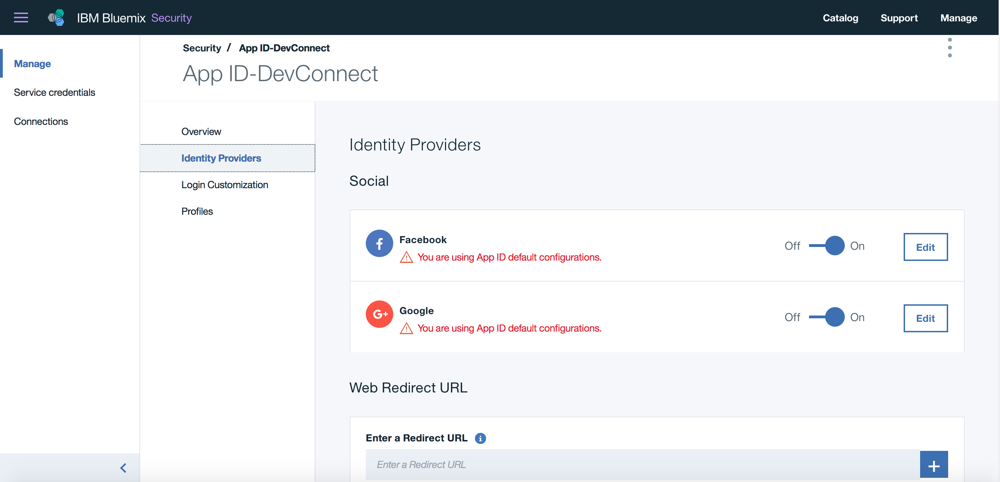 IBM Bluemix Security
Catalog Support Manage
Manage
Service credentials
Connections
Security / App ID-DevConnect
App ID-DevConnect
Overview
Identity Providers
Login Customization
Profiles
Identity Providers
Social
f
Facebook
You are using App ID default configurations.
Off On
Edit
G+
Google
You are using App ID default configurations.
Off On
Edit
Web Redirect URL
Enter a Redirect URL i
Enter a Redirect URL
+